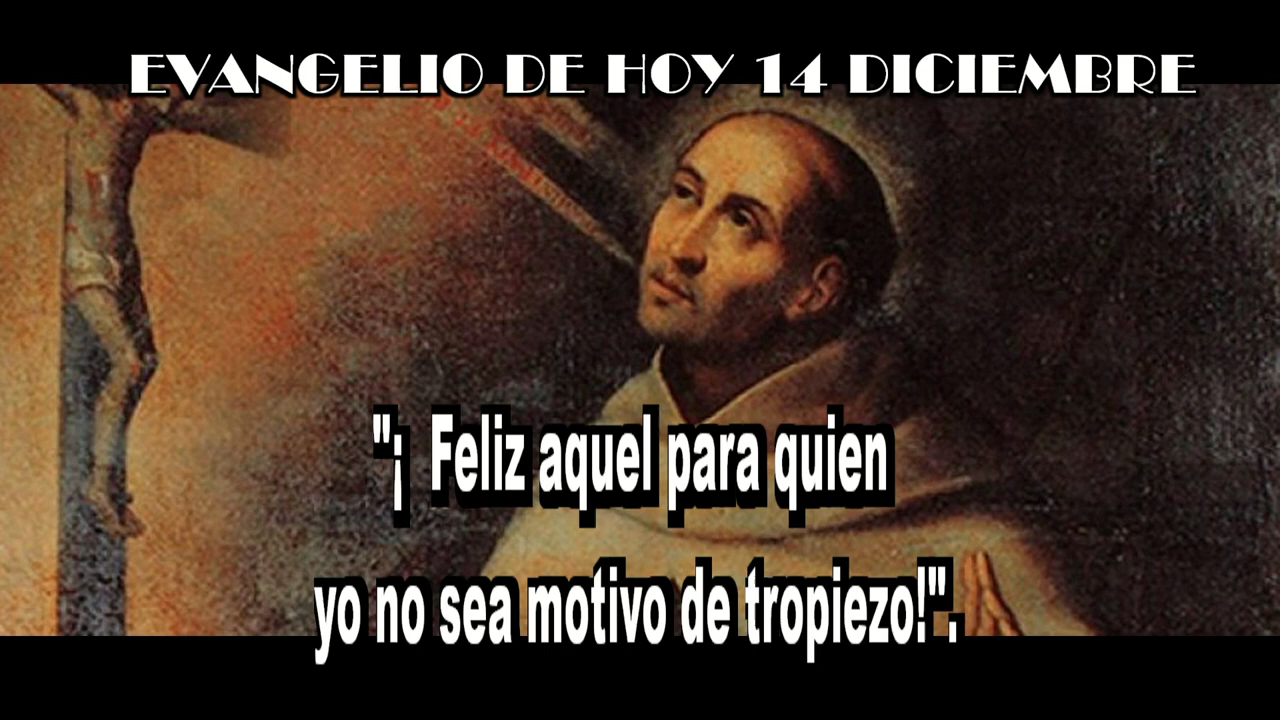 EVANGELIO DE HOY 14 DICIEMBRE
"¡ Feliz aquel para quien
yo no sea motivo de tropiezo!".